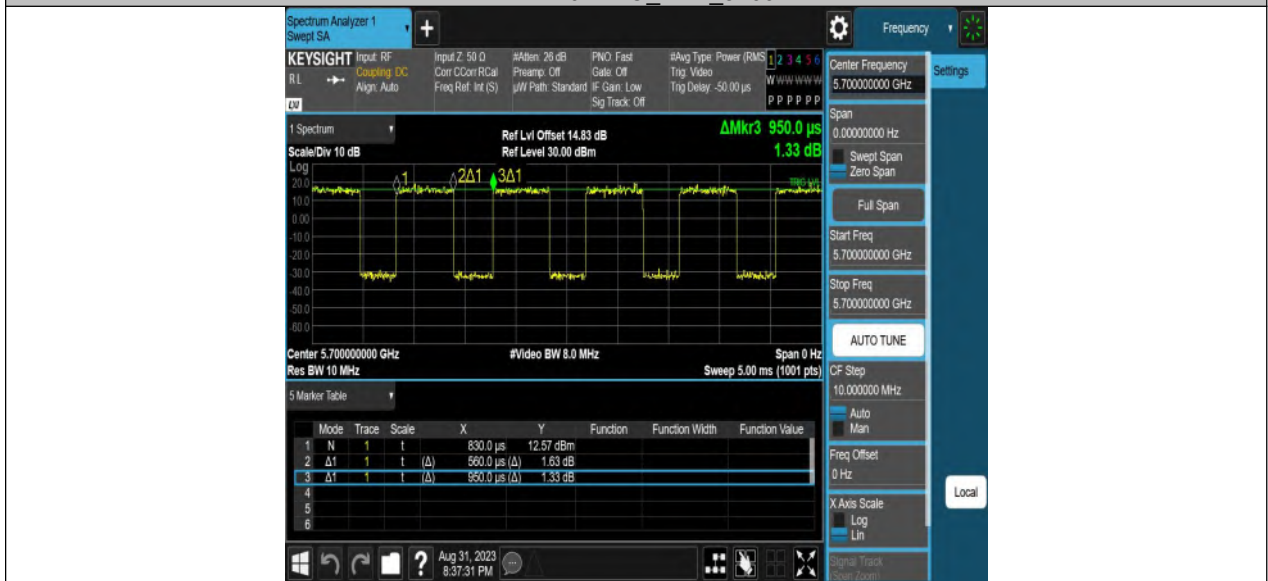 Spectrum Analyzer 1
Swept SA
+
Frequency
KEYSIGHT
RL
LXI
Input: RF
Coupling: DC
Align: Auto
Input Z: 50 Ω
Corr CCorr RCal
Freq Ref: Int (S)
#Atten: 26 dB
Preamp: Off
µW Path: Standard
PNO: Fast
Gate: Off
IF Gain: Low
Sig Track: Off
#Avg Type: Power (RMS
Trig: Video
Trig Delay: -50.00 µs
1 2 3 4 5 6
W W W W W W
P P P P P P
Center Frequency
5.700000000 GHz
Settings
1 Spectrum
Scale/Div 10 dB
Ref Lvl Offset 14.83 dB
Ref Level 30.00 dBm
ΔMkr3 950.0 µs
1.33 dB
Log
20.0
10.0
0.00
-10.0
-20.0
-30.0
-40.0
-50.0
-60.0
1
2Δ1
3Δ1
TRIG LVL
Center 5.700000000 GHz
Res BW 10 MHz
#Video BW 8.0 MHz
Span 0 Hz
Sweep 5.00 ms (1001 pts)
Span
0.00000000 Hz
Swept Span
Zero Span
Full Span
Start Freq
5.700000000 GHz
Stop Freq
5.700000000 GHz
AUTO TUNE
CF Step
10.000000 MHz
Auto
Man
Freq Offset
0 Hz
X Axis Scale
Log
Lin
Signal Track
(Span Zoom)
Local
5 Marker Table
Mode Trace Scale X Y Function Function Width Function Value
1 N 1 t 830.0 µs 12.57 dBm
2 Δ1 1 t (Δ) 560.0 µs (Δ) 1.63 dB
3 Δ1 1 t (Δ) 950.0 µs (Δ) 1.33 dB
4
5
6
?
Aug 31, 2023
8:37:31 PM